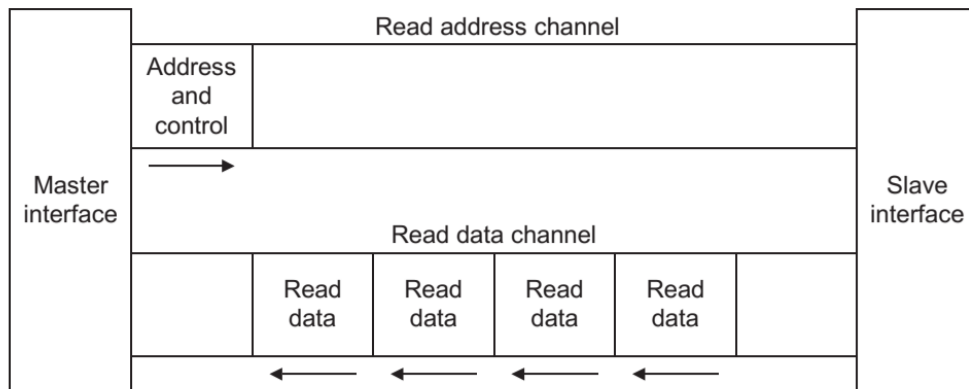 Read address channel
Address
and
control
Master
interface
Slave
interface
Read data channel
Read
data
Read
data
Read
data
Read
data